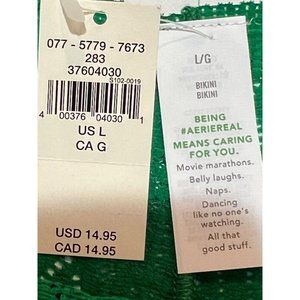 077 - 5779 - 7673
283
37604030
S102-0019
4 00376 04030 1
US L
CA G
USD 14.95
CAD 14.95
L/G
BIKINI
BIKINI
BEING
#AERIEREAL
MEANS CARING
FOR YOU.
Movie marathons.
Belly laughs.
Naps.
Dancing
like no one's
watching.
All that
good stuff.